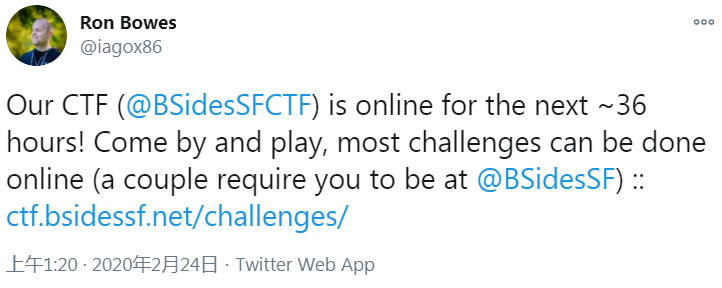 Ron Bowes
@iagox86
Our CTF (@BSidesSFCTF) is online for the next ~36
hours! Come by and play, most challenges can be done
online (a couple require you to be at @BSidesSF) ::
ctf.bsidessf.net/challenges/
上午1:20 · 2020年2月24日 · Twitter Web App